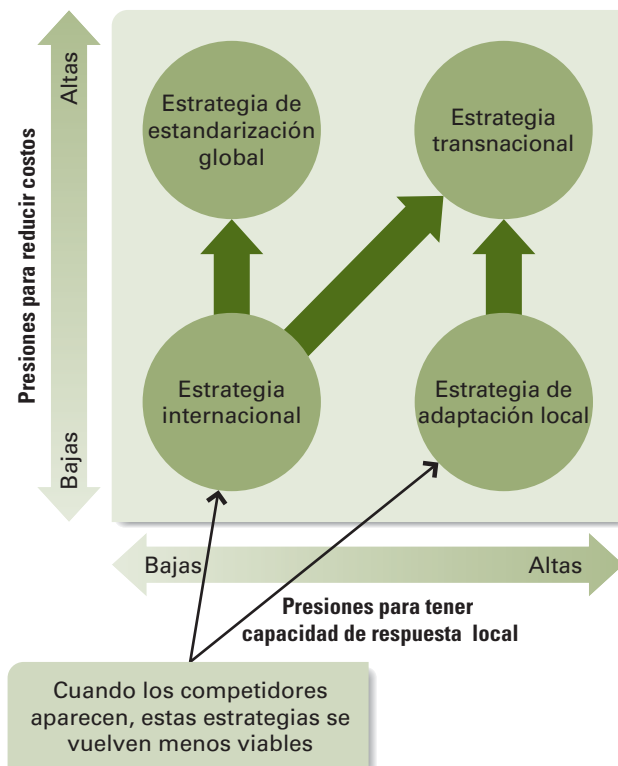 Altas
Presiones para reducir costos
Bajas
Estrategia de
estandarización
global
Estrategia
transnacional
Estrategia
internacional
Estrategia de
adaptación local
Bajas
Altas
Presiones para tener
capacidad de respuesta local
Cuando los competidores
aparecen, estas estrategias se
vuelven menos viables